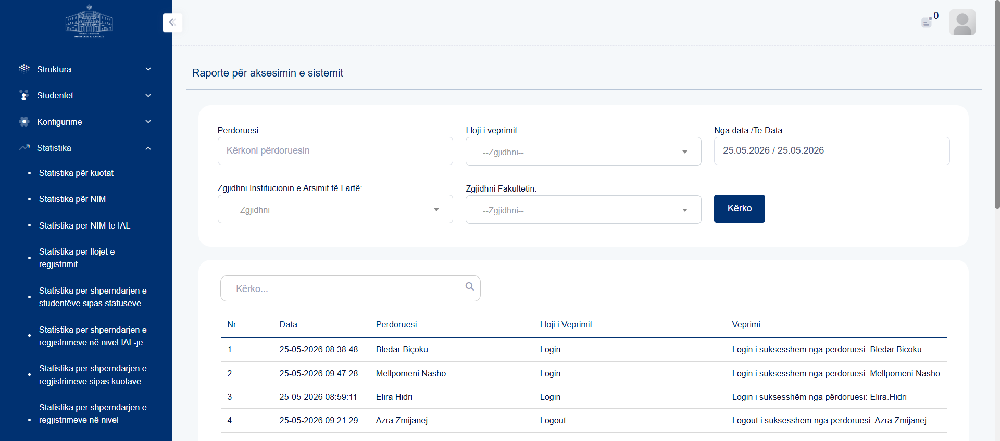 REPUBLIKA E SHQIPËRISË
MINISTRIA E ARSIMIT
0
Struktura
Studentët
Konfigurime
Statistika
Statistika për kuotat
Statistika për NIM
Statistika për NIM të IAL
Statistika për llojet e
regjistrimit
Statistika për shpërndarjen e
studentëve sipas statuseve
Statistika për shpërndarjen e
regjistrimeve në nivel IAL-je
Statistika për shpërndarjen e
regjistrimeve sipas kuotave
Statistika për shpërndarjen e
regjistrimeve në nivel
Raporte për aksesimin e sistemit
Përdoruesi: Lloji i veprimit: Nga data /Te Data:
Kërkoni përdoruesin --Zgjidhni-- 25.05.2026 / 25.05.2026
Zgjidhni Institucionin e Arsimit të Lartë: Zgjidhni Fakultetin:
--Zgjidhni-- --Zgjidhni-- Kërko
Kërko...
Nr Data Përdoruesi Lloji i Veprimit Veprimi
1 25-05-2026 08:38:48 Bledar Biçoku Login Login i suksesshëm nga përdoruesi: Bledar.Bicoku
2 25-05-2026 09:47:28 Mellpomeni Nasho Login Login i suksesshëm nga përdoruesi: Mellpomeni.Nasho
3 25-05-2026 08:59:11 Elira Hidri Login Login i suksesshëm nga përdoruesi: Elira.Hidri
4 25-05-2026 09:21:29 Azra Zmijanej Logout Logout i suksesshëm nga përdoruesi: Azra.Zmijanej